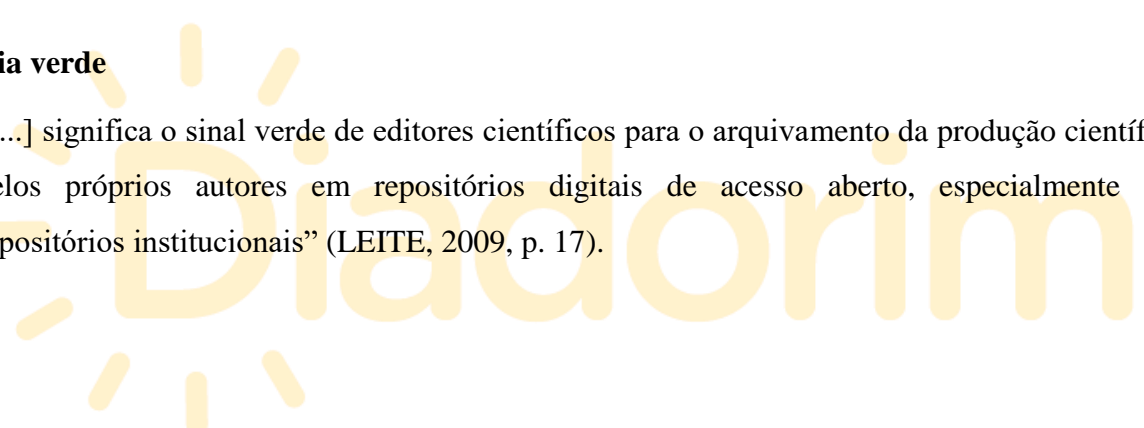 ia verde
...] significa o sinal verde de editores científicos para o arquivamento da produção científ
elos próprios autores em repositórios digitais de acesso aberto, especialmente
positórios institucionais” (LEITE, 2009, p. 17).
Diadorim